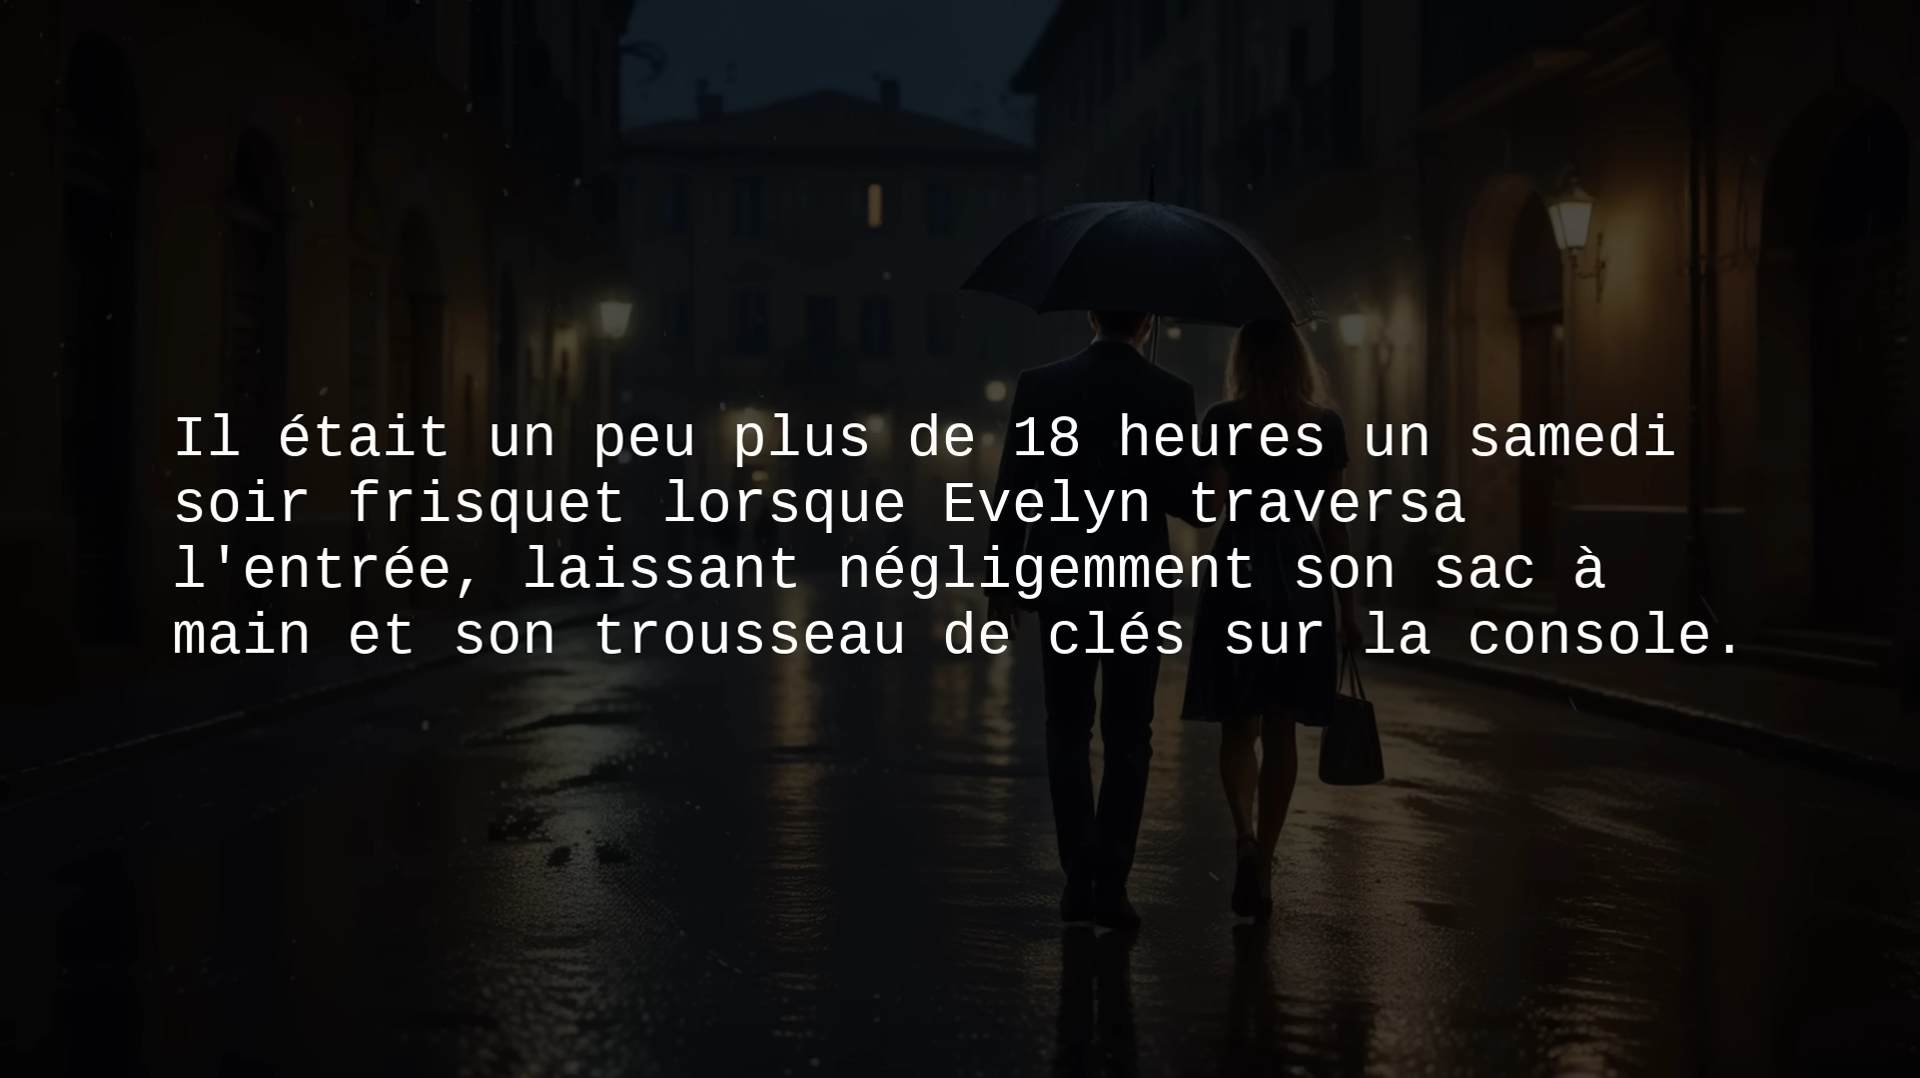 Il était un peu plus de 18 heures un samedi
soir frisquet lorsque Evelyn traversa
l'entrée, laissant négligemment son sac à
main et son trousseau de clés sur la console.